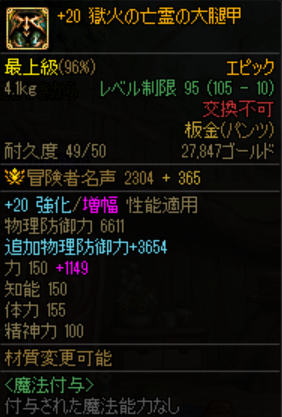 +20 獄火の亡霊の大腿甲
最上級(96%) エピック
4.1kg レベル制限 95 (105 - 10)
交換不可
板金(パンツ)
耐久度 49/50 27,847ゴールド
冒険者名声 2304 + 365
+20 強化/増幅 性能適用
物理防御力 6611
追加物理防御力+3654
力 150 +1149
知能 150
体力 155
精神力 100
材質変更可能
<魔法付与>
付与された魔法能力なし